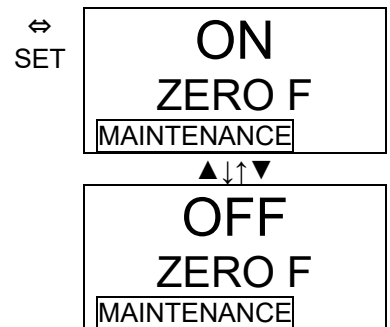 ⇔
SET
ON
ZERO F
MAINTENANCE
▲↓↑▼
OFF
ZERO F
MAINTENANCE